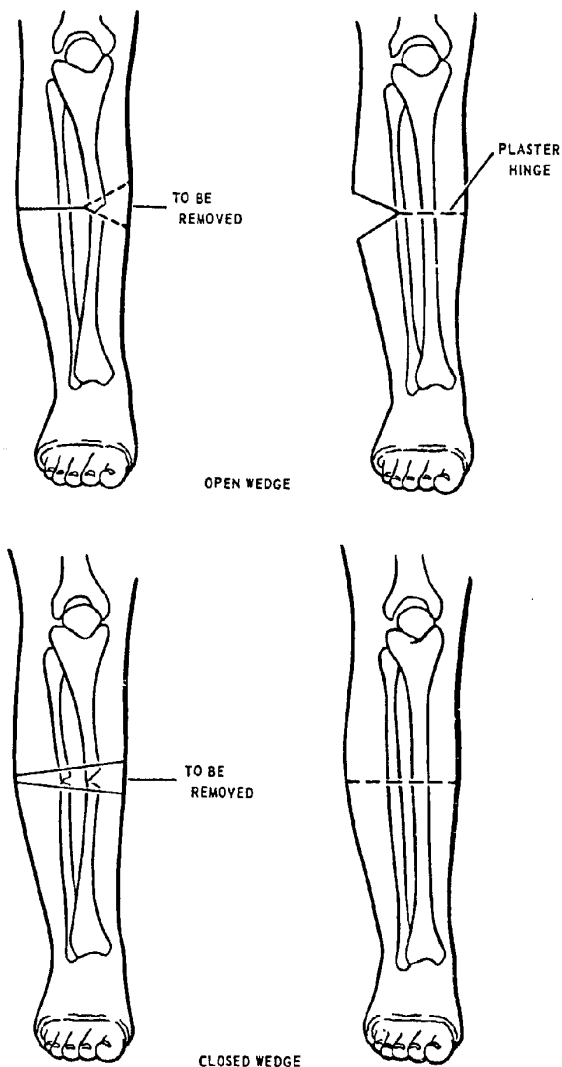 PLASTER
HINGE
TO BE
REMOVED
OPEN WEDGE
TO BE
REMOVED
CLOSED WEDGE